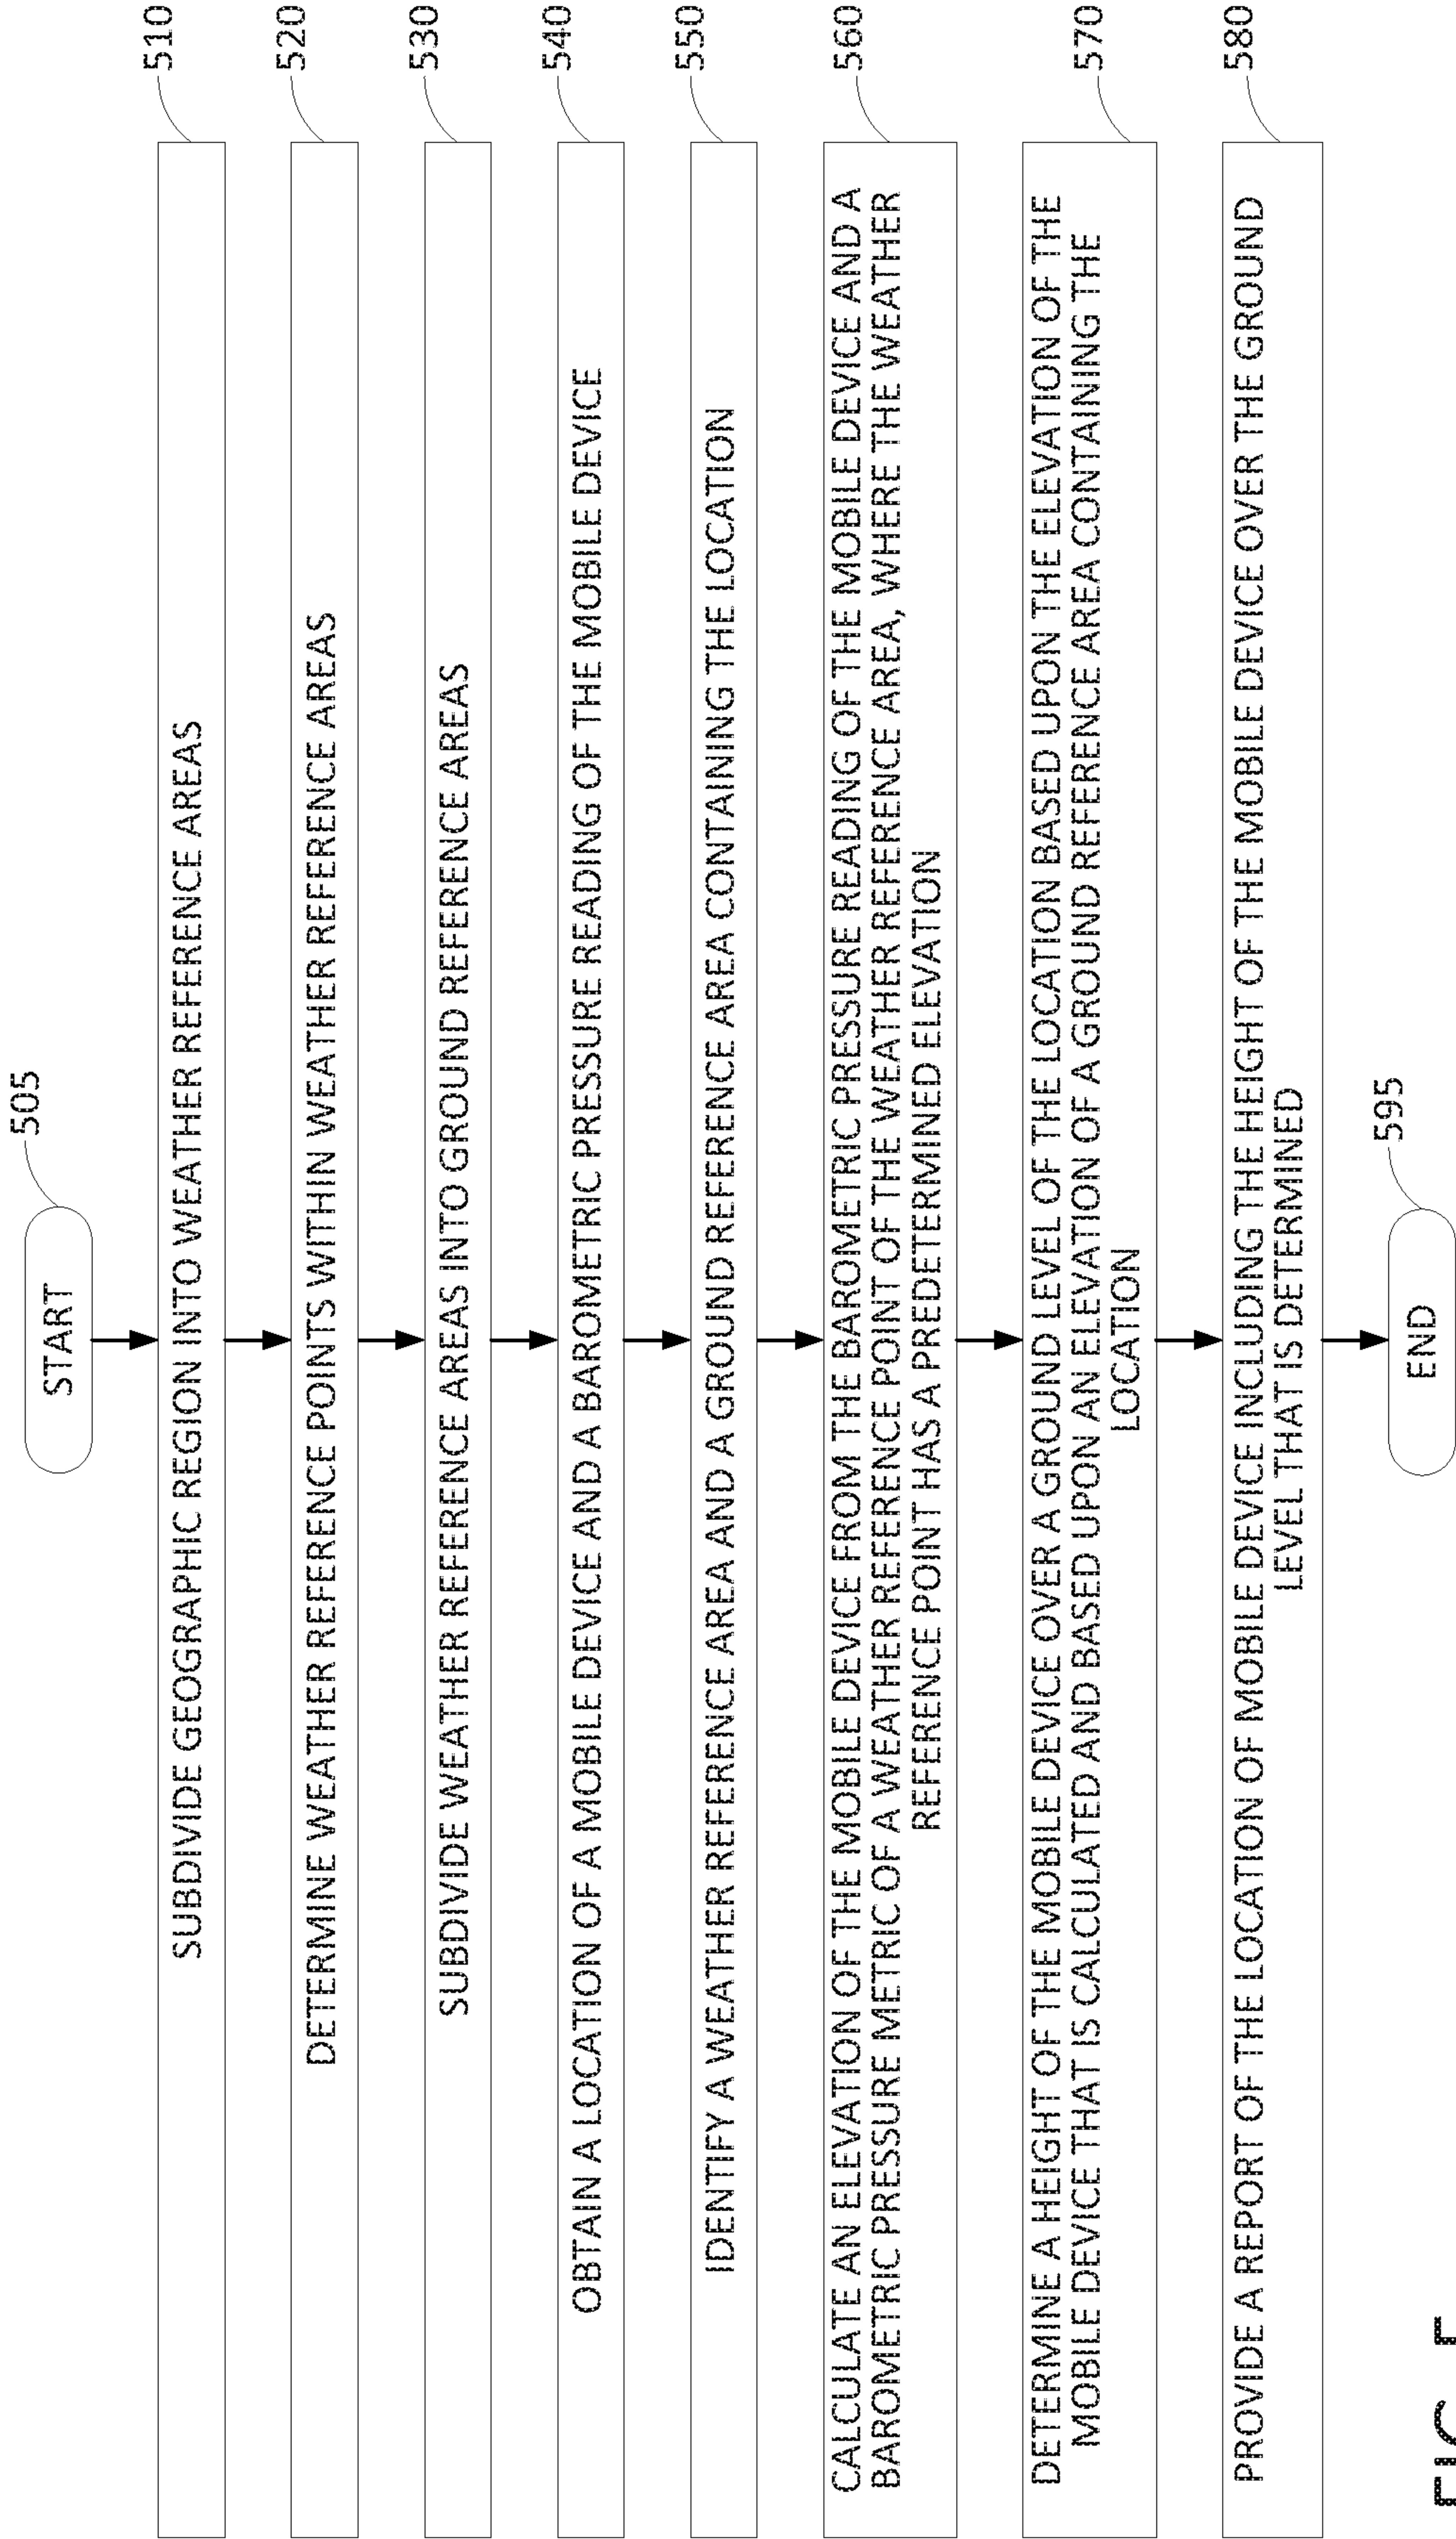 START
505
SUBDIVIDE GEOGRAPHIC REGION INTO WEATHER REFERENCE AREAS
510
DETERMINE WEATHER REFERENCE POINTS WITHIN WEATHER REFERENCE AREAS
520
SUBDIVIDE WEATHER REFERENCE AREAS INTO GROUND REFERENCE AREAS
530
OBTAIN A LOCATION OF A MOBILE DEVICE AND A BAROMETRIC PRESSURE READING OF THE MOBILE DEVICE
540
IDENTIFY A WEATHER REFERENCE AREA AND A GROUND REFERENCE AREA CONTAINING THE LOCATION
550
CALCULATE AN ELEVATION OF THE MOBILE DEVICE FROM THE BAROMETRIC PRESSURE READING OF THE MOBILE DEVICE AND A
BAROMETRIC PRESSURE METRIC OF A WEATHER REFERENCE POINT OF THE WEATHER REFERENCE AREA, WHERE THE WEATHER
REFERENCE POINT HAS A PREDETERMINED ELEVATION
560
DETERMINE A HEIGHT OF THE MOBILE DEVICE OVER A GROUND LEVEL OF THE LOCATION BASED UPON THE ELEVATION OF THE
MOBILE DEVICE THAT IS CALCULATED AND BASED UPON AN ELEVATION OF A GROUND REFERENCE AREA CONTAINING THE
LOCATION
570
PROVIDE A REPORT OF THE LOCATION OF MOBILE DEVICE INCLUDING THE HEIGHT OF THE MOBILE DEVICE OVER THE GROUND
LEVEL THAT IS DETERMINED
580
END
595